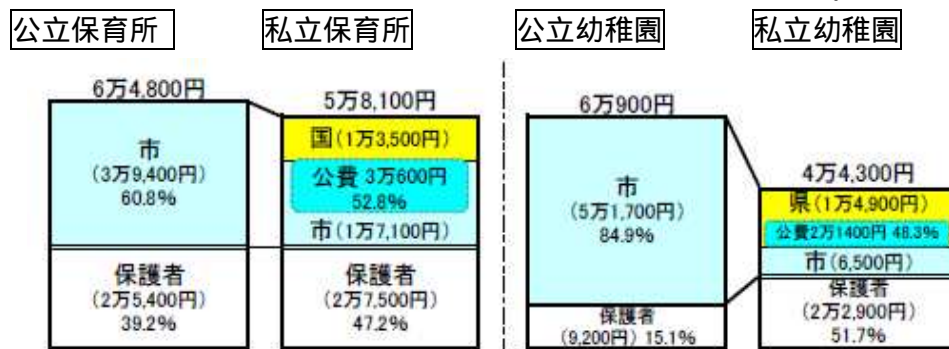 公立保育所
私立保育所
公立幼稚園
私立幼稚園
6万4,800円
市
(3万9,400円)
60.8%
保護者
(2万5,400円)
39.2%
5万8,100円
国(1万3,500円)
公費 3万600円
52.8%
市(1万7,100円)
保護者
(2万7,500円)
47.2%
6万900円
市
(5万1,700円)
84.9%
保護者
(9,200円) 15.1%
4万4,300円
県(1万4,900円)
公費2万1400円 48.3%
市(6,500円)
保護者
(2万2,900円)
51.7%